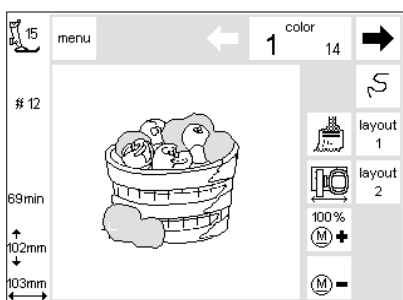 15
menu
color
1
14
# 12
layout
1
layout
2
69min
100%
M +
102mm
M -
103mm